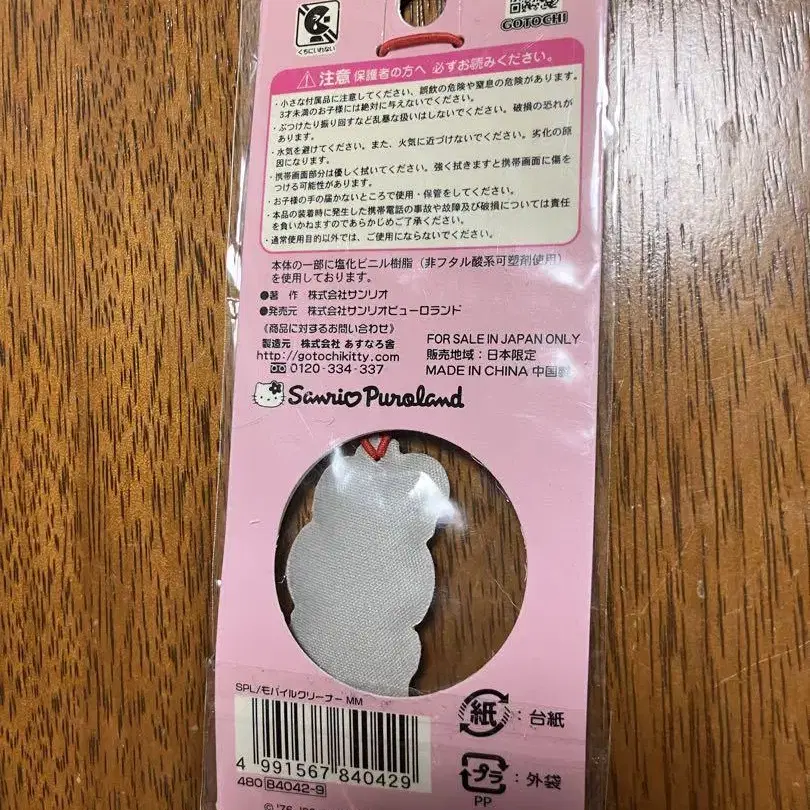 くちにいれない
GOTOCHI
注意 保護者の方へ 必ずお読みください。
・小さな付属品に注意してください。誤飲の危険や窒息の危険があります。
3才未満のお子様には絶対に与えないでください。
・ぶつけたり振り回すなど乱暴な扱いはしないでください。破損の恐れが
あります。
・水気を避けてください。また、火気に近づけないでください。劣化の原
因になります。
・携帯画面部分は優しく拭いてください。強く拭きますと携帯画面に傷を
つける可能性があります。
・お子様の手の届かないところで使用・保管をしてください。
・本品の装着時に発生した携帯電話の事故や故障及び破損については責任
を負いかねますのであらかじめご了承ください。
・通常使用目的以外では、ご使用にならないでください。
本体の一部に塩化ビニル樹脂(非フタル酸系可塑剤使用)
を使用しております。
●著 作 株式会社サンリオ
●発売元 株式会社サンリオピューロランド
《商品に対するお問い合わせ》
製造元 株式会社 あすなろ舎
http://gotochikitty.com
0120-334-337
FOR SALE IN JAPAN ONLY
販売地域:日本限定
MADE IN CHINA 中国製
Sanrio Puroland
SPL/モバイルクリーナー MM
4 991567 840429
480 84042-9
紙:台紙
プラ:外袋
PP
© '76,